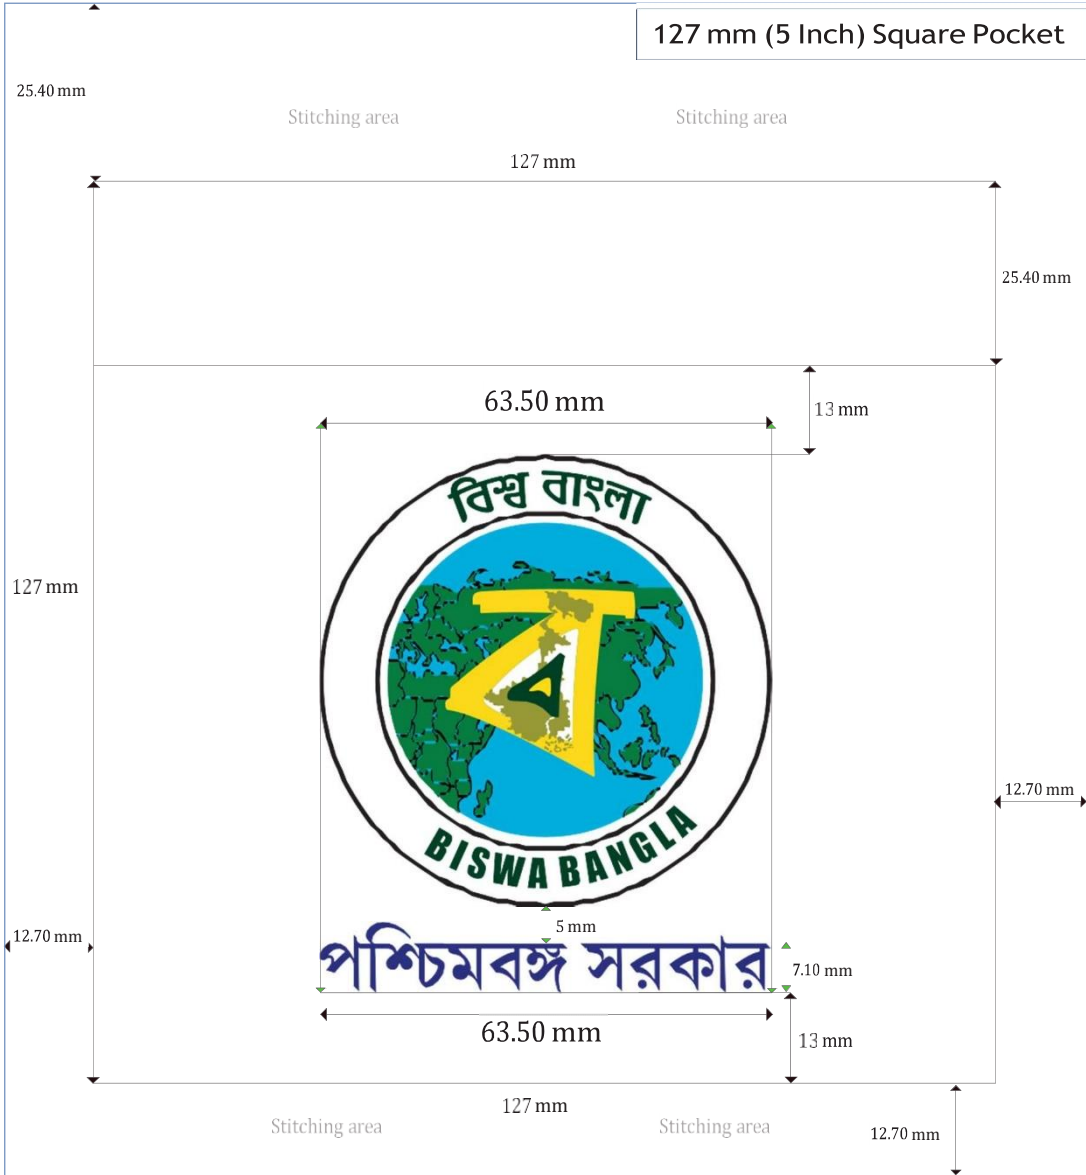 127 mm (5 Inch) Square Pocket
25.40 mm
Stitching area Stitching area
127 mm
25.40 mm
63.50 mm
13 mm
বিশ্ব বাংলা
127 mm
ব
12.70 mm
BISWA BANGLA
5 mm
12.70 mm
পশ্চিমবঙ্গ সরকার
7.10 mm
63.50 mm
13 mm
127 mm
Stitching area Stitching area
12.70 mm